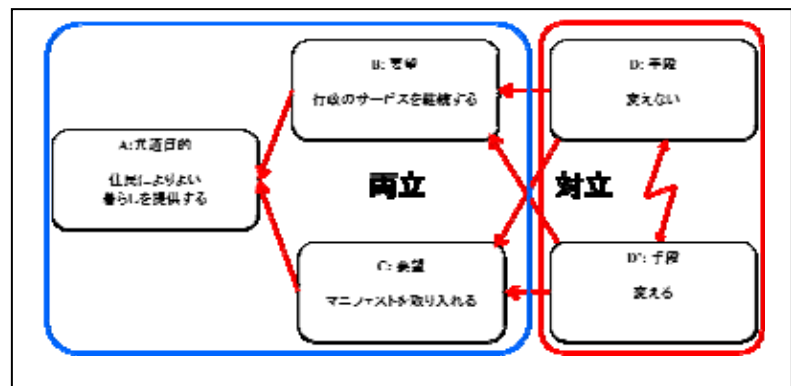 A:共通目的
住民によりよい
暮らしを提供する
B: 要望
行政のサービスを継続する
両立
C: 要望
マニフェストを取り入れる
D: 手段
変えない
対立
D': 手段
変える